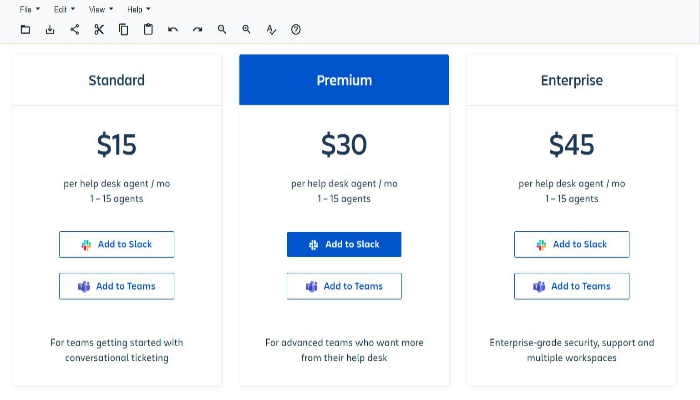 File Edit View Help
Standard
$15
per help desk agent / mo
1 – 15 agents
Add to Slack
Add to Teams
For teams getting started with
conversational ticketing
Premium
$30
per help desk agent / mo
1 – 15 agents
Add to Slack
Add to Teams
For advanced teams who want more
from their help desk
Enterprise
$45
per help desk agent / mo
1 – 15 agents
Add to Slack
Add to Teams
Enterprise-grade security, support and
multiple workspaces